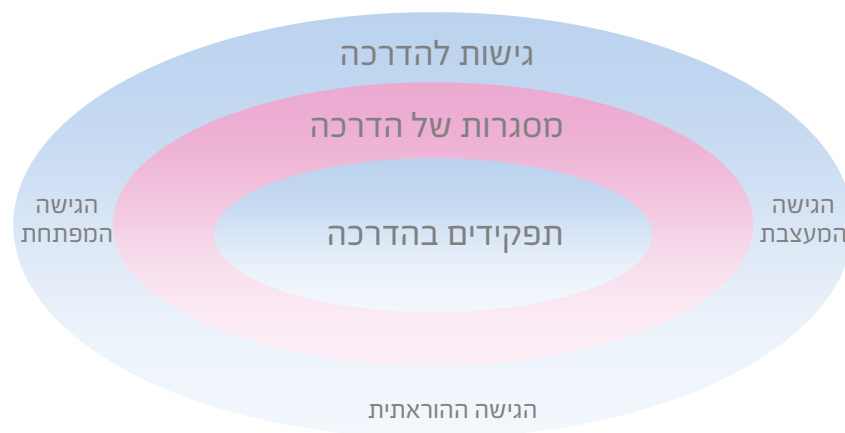 גישות להדרכה
מסגרות של הדרכה
תפקידים בהדרכה
הגישה
המעצבת
הגישה
המפתחת
הגישה ההוראתית